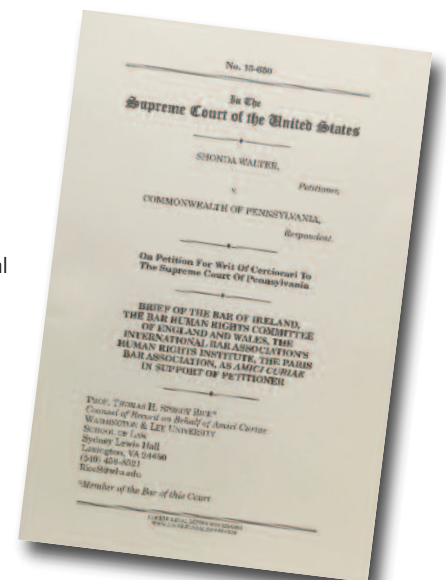 No. 15-650
In The
Supreme Court of the United States
SHONDA WALTER,
Petitioner,
v.
COMMONWEALTH OF PENNSYLVANIA,
Respondent.
On Petition For Writ Of Certiorari To
The Supreme Court Of Pennsylvania
BRIEF OF THE BAR OF IRELAND,
THE BAR HUMAN RIGHTS COMMITTEE
OF ENGLAND AND WALES, THE
INTERNATIONAL BAR ASSOCIATION'S
HUMAN RIGHTS INSTITUTE, THE PARIS
BAR ASSOCIATION, AS AMICI CURIAE
IN SUPPORT OF PETITIONER
PROF. THOMAS H. SPEEDY RICE*
Counsel of Record on Behalf of Amici Curiae
WASHINGTON & LEE UNIVERSITY
SCHOOL OF LAW
Sydney Lewis Hall
Lexington, VA 24450
(540)
*Member of the Bar of this Court
al